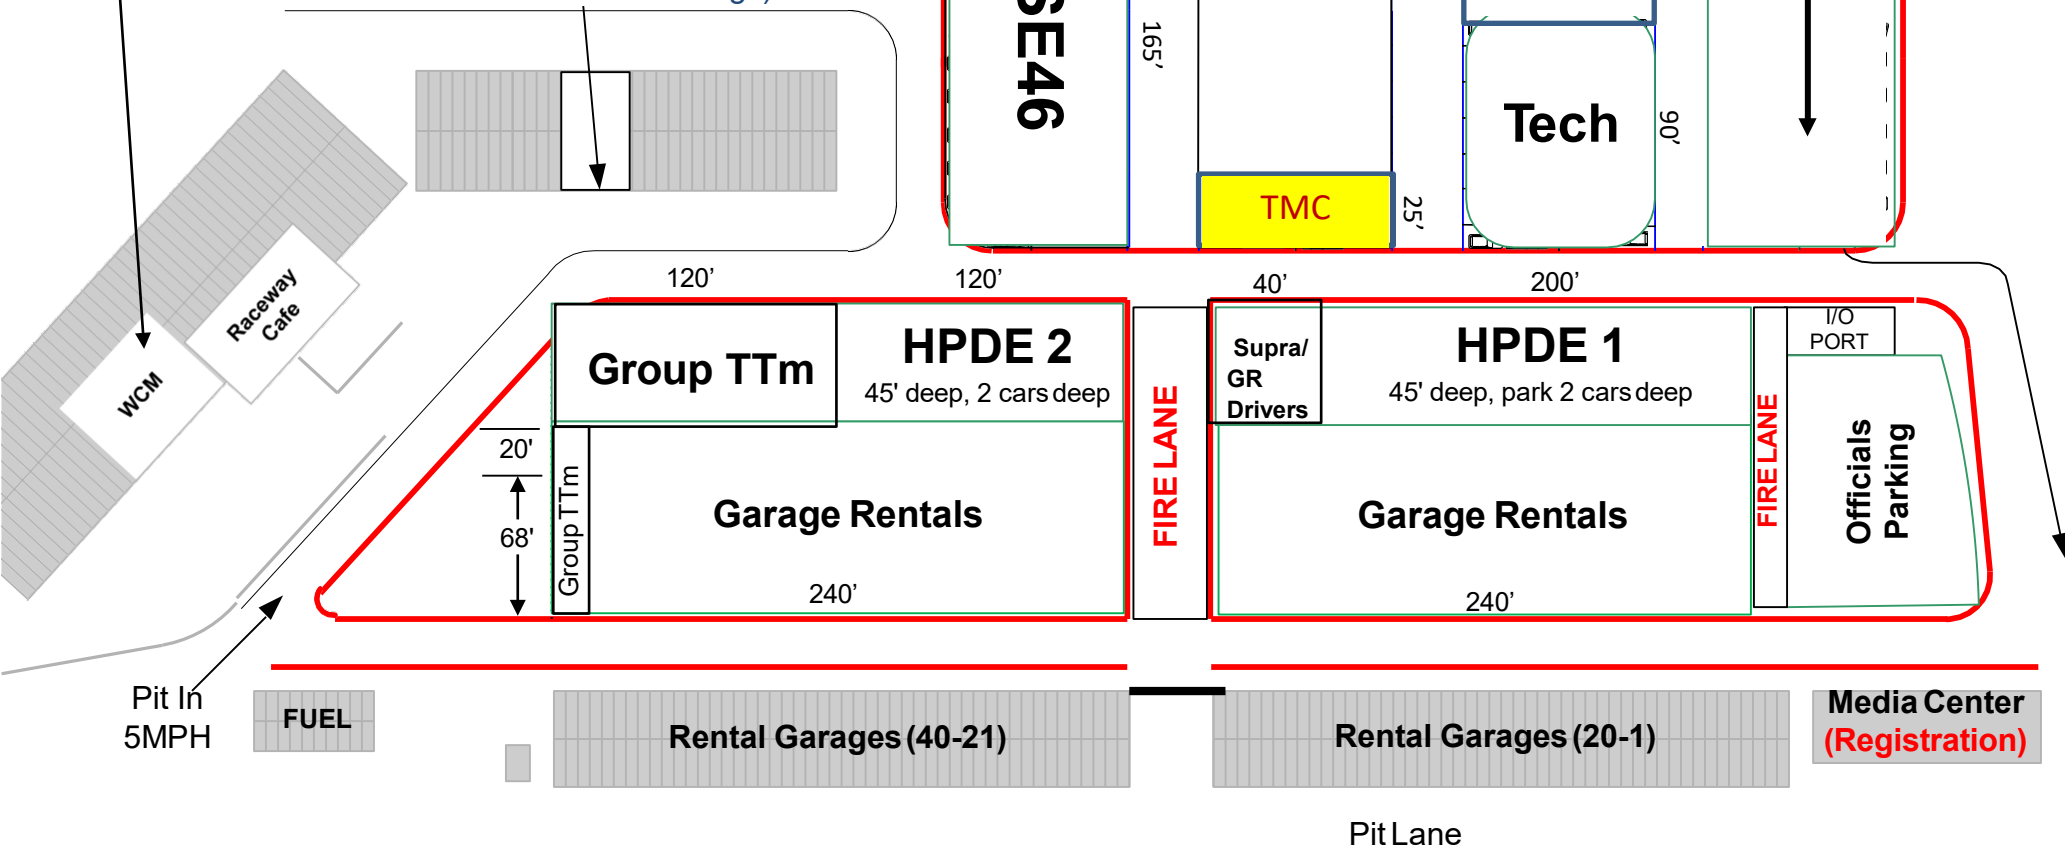 SE46
165’
Tech
90’
TMC
25’
120’
120’
40’
200’
Raceway
Cafe
WCM
Group TTm
HPDE 2
45' deep, 2 cars deep
FIRE LANE
Supra/
GR
Drivers
HPDE 1
45' deep, park 2 cars deep
FIRE LANE
I/O
PORT
Officials
Parking
20'
68'
Group TTm
Garage Rentals
240’
Garage Rentals
240’
Pit In
5MPH
FUEL
Rental Garages (40-21)
Rental Garages (20-1)
Media Center
(Registration)
Pit Lane